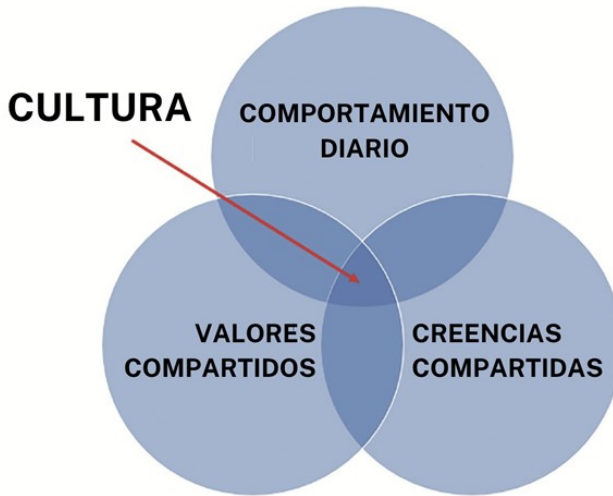 CULTURA
COMPORTAMIENTO
DIARIO
VALORES
COMPARTIDOS
CREENCIAS
COMPARTIDAS